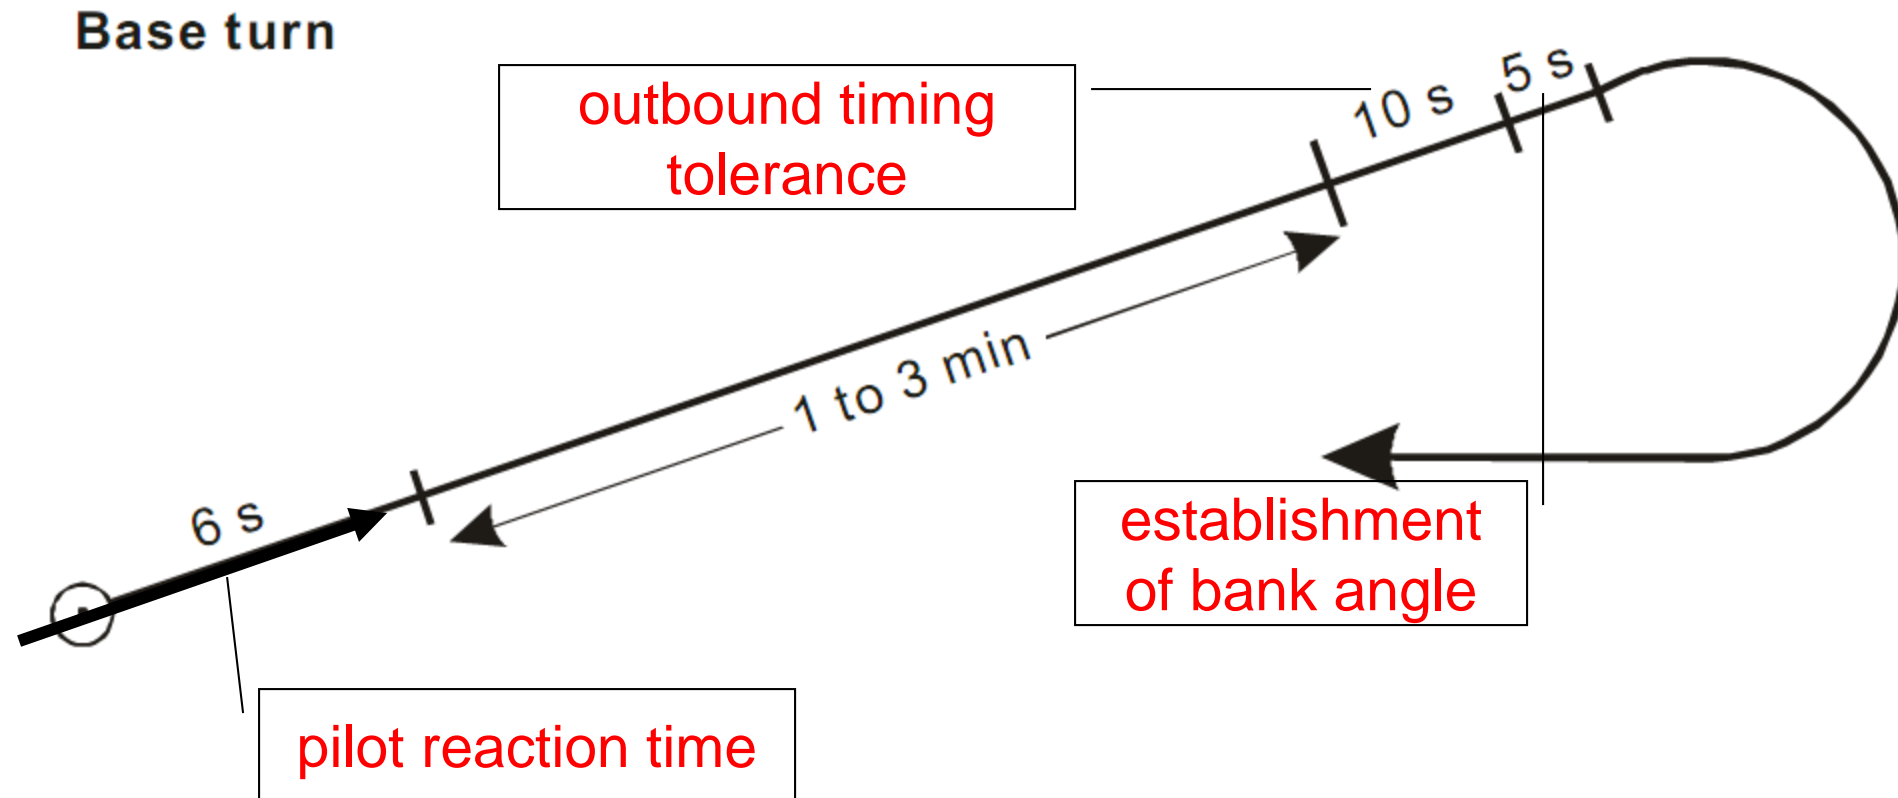 Base turn
outbound timing
tolerance
10 s
5 s
1 to 3 min
6 s
establishment
of bank angle
pilot reaction time